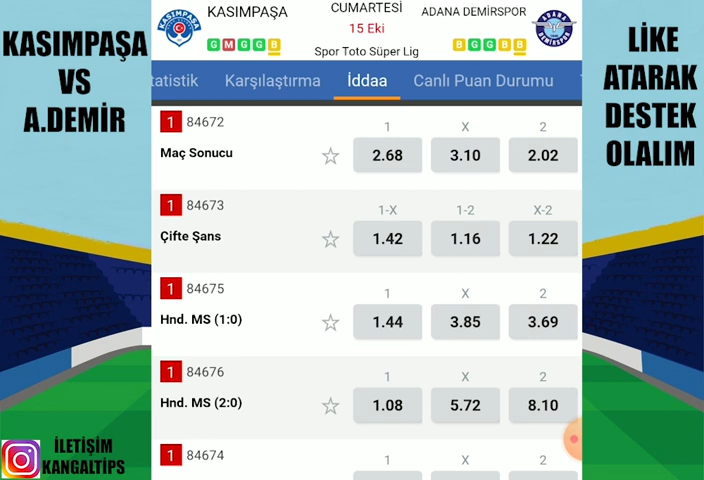 KASIMPAŞA
VS
A.DEMİR
KASIMPAŞA
G M G G B
CUMARTESİ
15 Eki
Spor Toto Süper Lig
ADANA DEMİRSPOR
B G G B B
LİKE
ATARAK
DESTEK
OLALIM
tatistik Karşılaştırma İddaa Canlı Puan Durumu
1 84672
1 X 2
Maç Sonucu 2.68 3.10 2.02
1 84673
1-X 1-2 X-2
Çifte Şans 1.42 1.16 1.22
1 84675
1 X 2
Hnd. MS (1:0) 1.44 3.85 3.69
1 84676
1 X 2
Hnd. MS (2:0) 1.08 5.72 8.10
1 84674
1 X 2
İLETİŞİM
KANGALTİPS